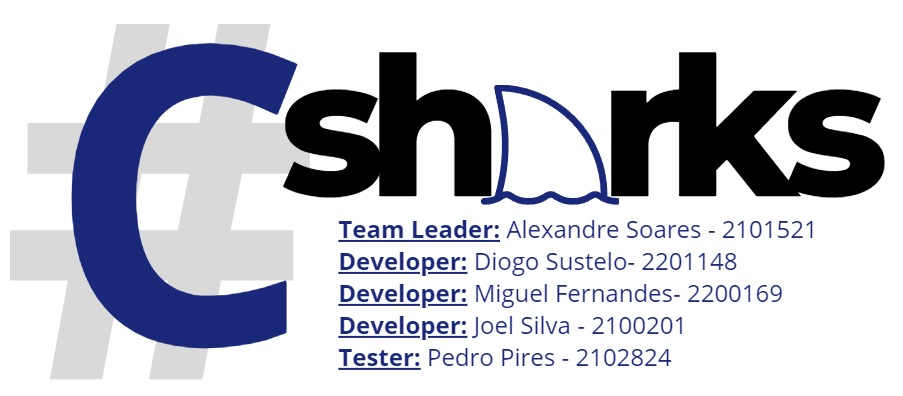 #
C sharks
Team Leader: Alexandre Soares - 2101521
Developer: Diogo Sustelo- 2201148
Developer: Miguel Fernandes- 2200169
Developer: Joel Silva - 2100201
Tester: Pedro Pires - 2102824